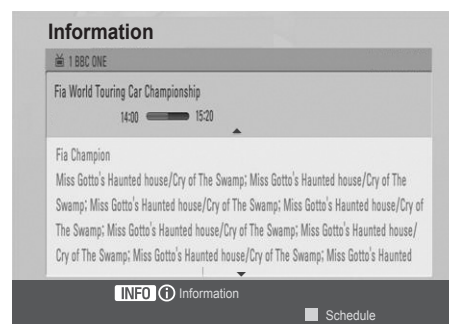 Information
1 BBC ONE
Fia World Touring Car Championship
14:00 15:20
Fia Champion
Miss Gotto's Haunted house/Cry of The Swamp; Miss Gotto's Haunted house/Cry of The
Swamp; Miss Gotto's Haunted house/Cry of The Swamp; Miss Gotto's Haunted house/Cry of
The Swamp; Miss Gotto's Haunted house/Cry of The Swamp; Miss Gotto's Haunted house/
Cry of The Swamp; Miss Gotto's Haunted house/Cry of The Swamp; Miss Gotto's Haunted
INFO i Information
Schedule